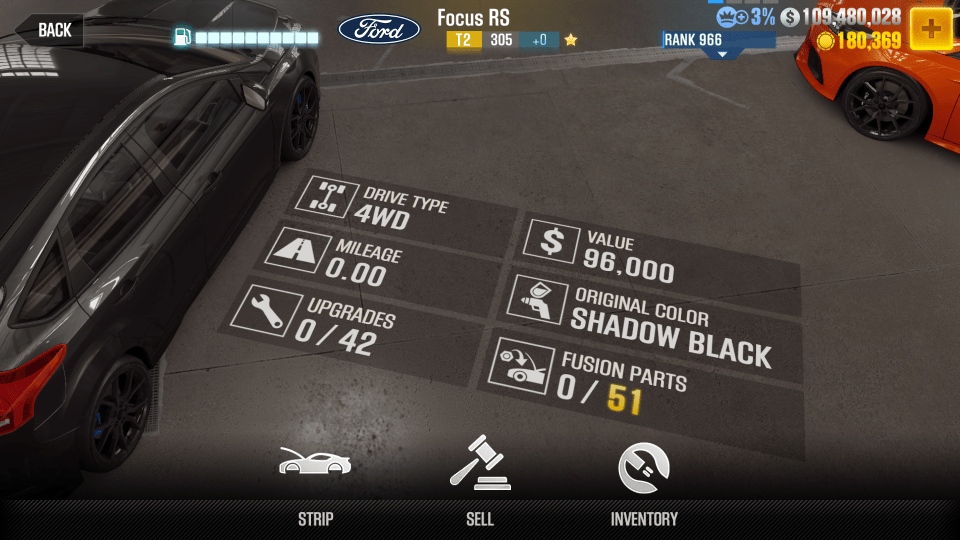 BACK
Ford
Focus RS
T2 305 +0
3%
109,480,028
RANK 966
180,369
DRIVE TYPE
4WD
MILEAGE
0.00
UPGRADES
0 / 42
$ VALUE
96,000
ORIGINAL COLOR
SHADOW BLACK
FUSION PARTS
0 / 51
STRIP
SELL
INVENTORY